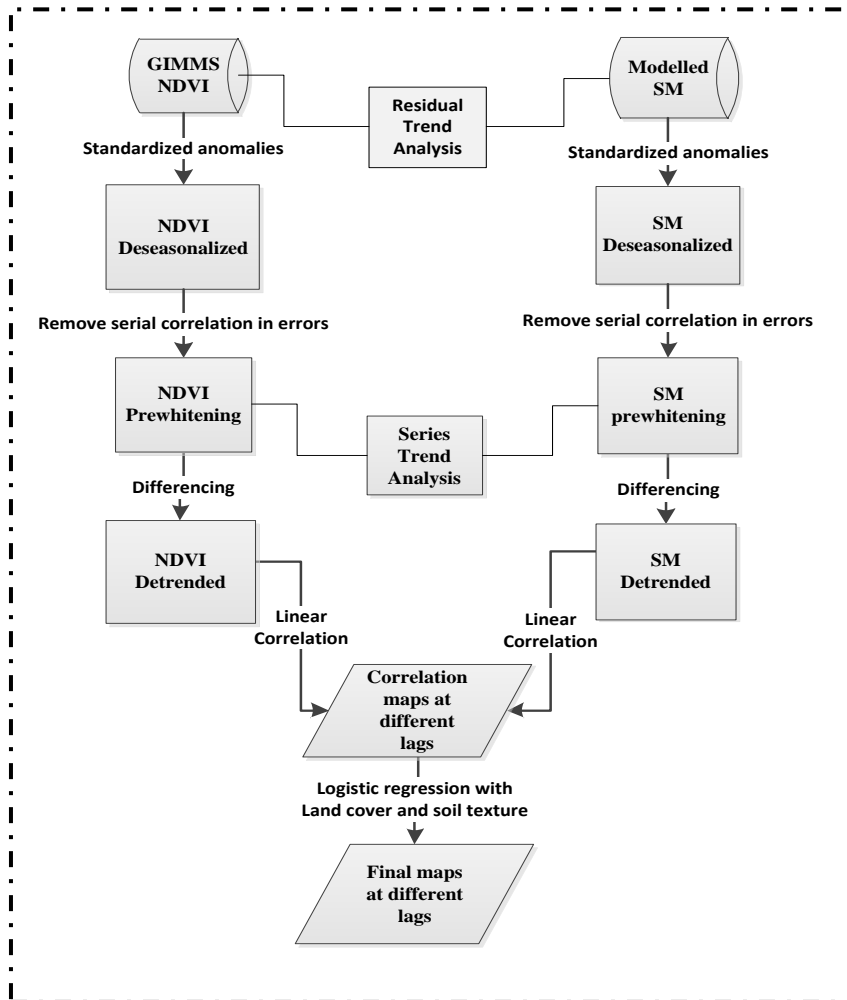 GIMMS
NDVI
Modelled
SM
Residual
Trend
Analysis
Standardized anomalies
Standardized anomalies
NDVI
Deseasonalized
SM
Deseasonalized
Remove serial correlation in errors
Remove serial correlation in errors
NDVI
Prewhitening
SM
prewhitening
Series
Trend
Analysis
Differencing
Differencing
NDVI
Detrended
SM
Detrended
Linear
Correlation
Linear
Correlation
Correlation
maps at
different
lags
Logistic regression with
Land cover and soil texture
Final maps
at different
lags